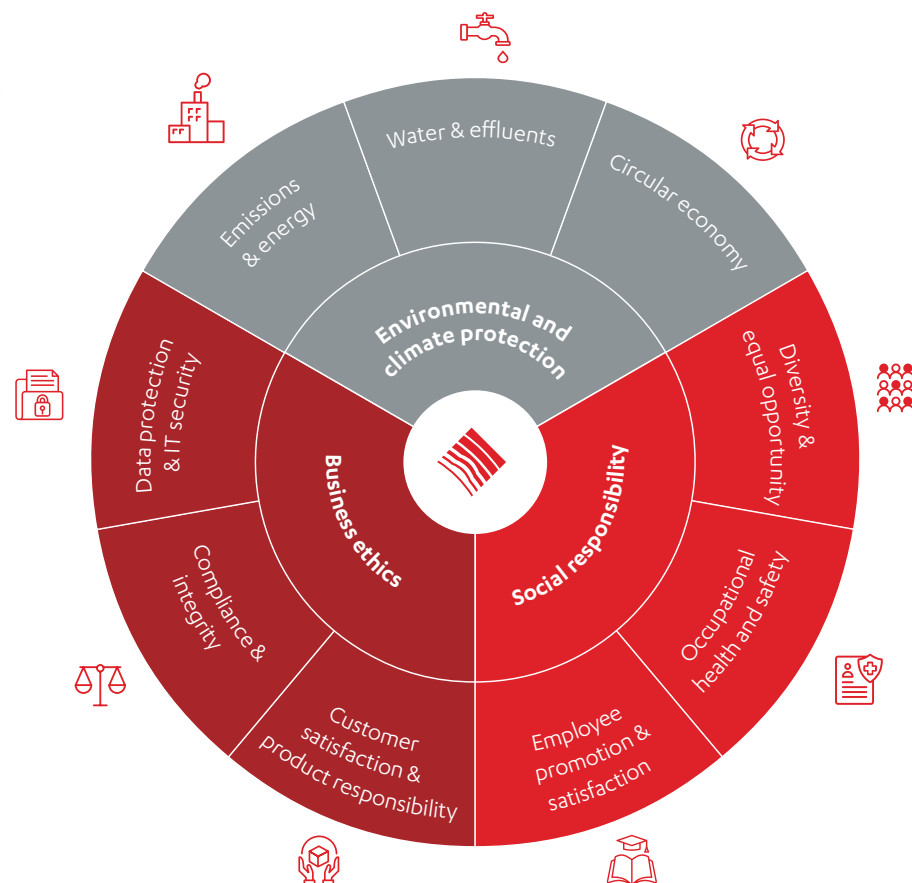 Water & effluents
Circular economy
Emissions
& energy
Environmental and
climate protection
Diversity &
equal opportunity
Data protection
& IT security
Business ethics
Social responsibility
Compliance &
integrity
Occupational
health and safety
Customer
satisfaction &
product responsibility
Employee
promotion &
satisfaction